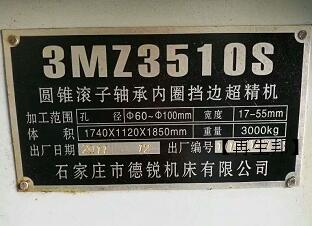 3MZ3510S
圆锥滚子轴承内圈挡边超精机
加工范围 孔 径 Φ60~Φ100mm 宽度 17-55mm
体 积 1740X1120X1850mm 重量 3000kg
出厂日期 出厂编号
石家庄市德锐机床有限公司